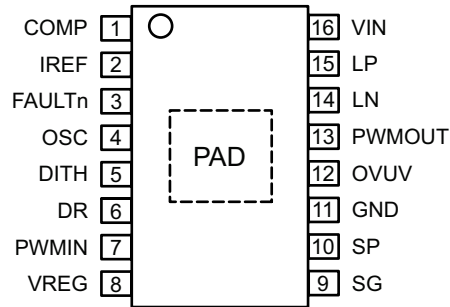 COMP 1 16 VIN
IREF 2 15 LP
FAULTn 3 14 LN
OSC 4 13 PWMOUT
DITH 5 PAD 12 OVUV
DR 6 11 GND
PWMIN 7 10 SP
VREG 8 9 SG